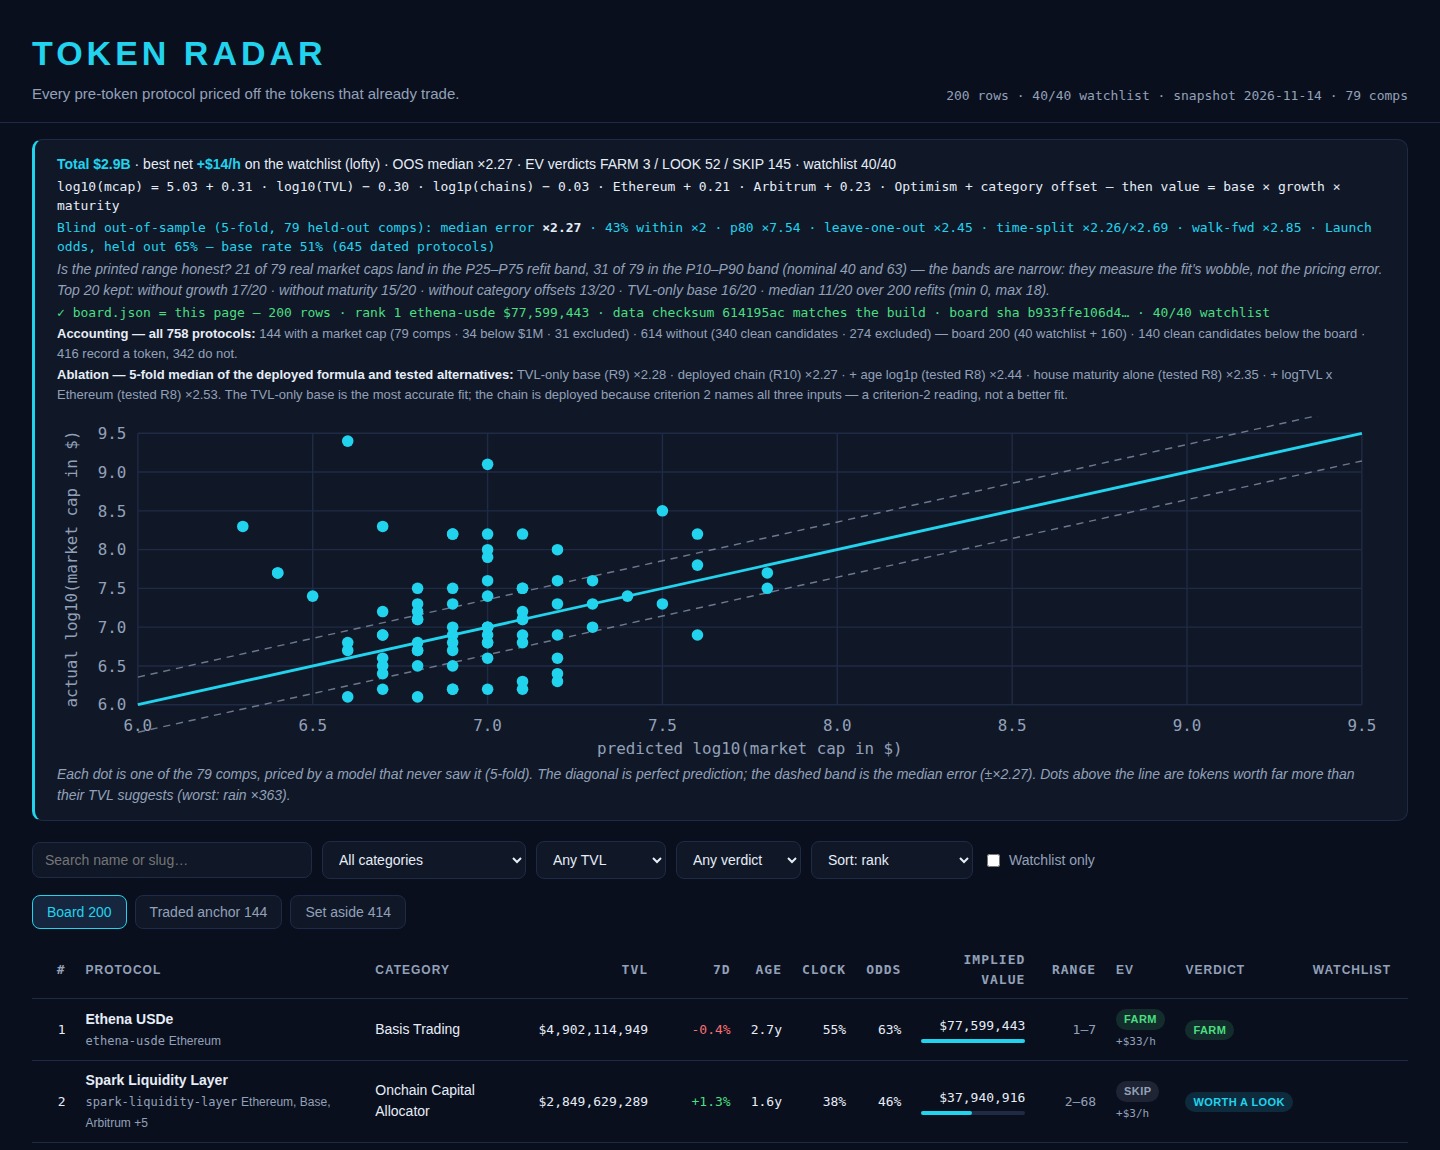 TOKEN RADAR
Every pre-token protocol priced off the tokens that already trade.
200 rows · 40/40 watchlist · snapshot 2026-11-14 · 79 comps
Total $2.9B · best net +$14/h on the watchlist (lofty) · OOS median ×2.27 · EV verdicts FARM 3 / LOOK 52 / SKIP 145 · watchlist 40/40
log10(mcap) = 5.03 + 0.31 · log10(TVL) − 0.30 · log1p(chains) − 0.03 · Ethereum + 0.21 · Arbitrum + 0.23 · Optimism + category offset — then value = base × growth ×
maturity
Blind out-of-sample (5-fold, 79 held-out comps): median error ×2.27 · 43% within ×2 · p80 ×7.54 · leave-one-out ×2.45 · time-split ×2.26/×2.69 · walk-fwd ×2.85 · Launch
odds, held out 65% — base rate 51% (645 dated protocols)
Is the printed range honest? 21 of 79 real market caps land in the P25–P75 refit band, 31 of 79 in the P10–P90 band (nominal 40 and 63) — the bands are narrow: they measure the fit's wobble, not the pricing error.
Top 20 kept: without growth 17/20 · without maturity 15/20 · without category offsets 13/20 · TVL-only base 16/20 · median 11/20 over 200 refits (min 0, max 18).
✓ board.json = this page — 200 rows · rank 1 ethena-usde $77,599,443 · data checksum 614195ac matches the build · board sha b933ffe106d4… · 40/40 watchlist
Accounting — all 758 protocols: 144 with a market cap (79 comps · 34 below $1M · 31 excluded) · 614 without (340 clean candidates · 274 excluded) — board 200 (40 watchlist + 160) · 140 clean candidates below the board ·
416 record a token, 342 do not.
Ablation — 5-fold median of the deployed formula and tested alternatives: TVL-only base (R9) ×2.28 · deployed chain (R10) ×2.27 · + age log1p (tested R8) ×2.44 · house maturity alone (tested R8) ×2.35 · + logTVL x
Ethereum (tested R8) ×2.53. The TVL-only base is the most accurate fit; the chain is deployed because criterion 2 names all three inputs — a criterion-2 reading, not a better fit.
actual log10(market cap in $)
9.5
9.0
8.5
8.0
7.5
7.0
6.5
6.0
6.0 6.5 7.0 7.5 8.0 8.5 9.0 9.5
predicted log10(market cap in $)
Each dot is one of the 79 comps, priced by a model that never saw it (5-fold). The diagonal is perfect prediction; the dashed band is the median error (±×2.27). Dots above the line are tokens worth far more than
their TVL suggests (worst: rain ×363).
Search name or slug… All categories Any TVL Any verdict Sort: rank Watchlist only
Board 200 Traded anchor 144 Set aside 414
# PROTOCOL CATEGORY TVL 7D AGE CLOCK ODDS IMPLIED VALUE RANGE EV VERDICT WATCHLIST
1 Ethena USDe Basis Trading $4,902,114,949 -0.4% 2.7y 55% 63% $77,599,443 1–7 FARM FARM
ethena-usde Ethereum +$33/h
2 Spark Liquidity Layer Onchain Capital Allocator $2,849,629,289 +1.3% 1.6y 38% 46% $37,940,916 2–68 SKIP WORTH A LOOK
spark-liquidity-layer Ethereum, Base, +$3/h
Arbitrum +5